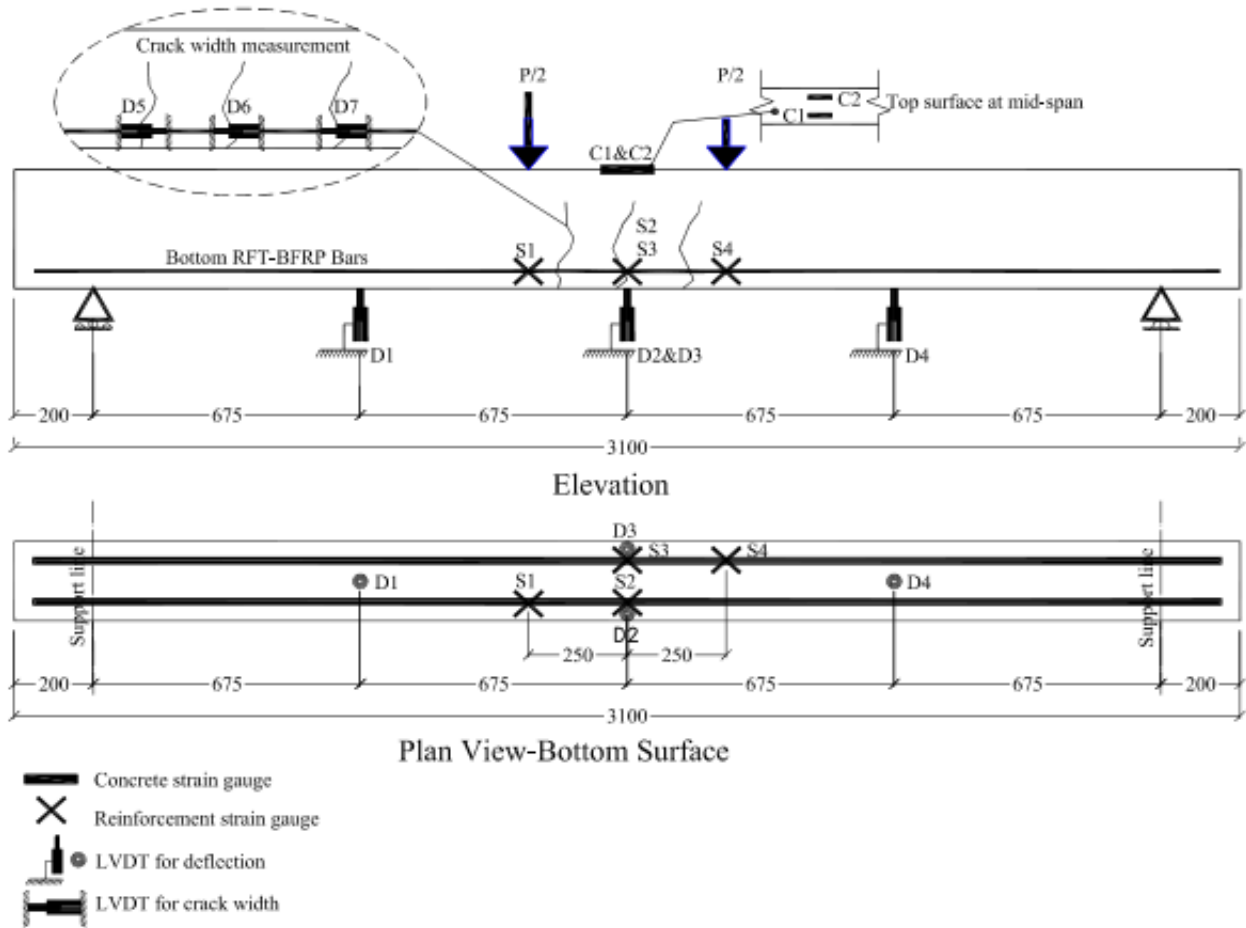 Crack width measurement
D5 D6 D7
P/2 P/2
C2
C1
Top surface at mid-span
C1&C2
S2
S1 S3 S4
Bottom RFT-BFRP Bars
D1 D2&D3 D4
200 675 675 675 675 200
3100
Elevation
D3
S3 S4
Support line
D1 S1 S2 D4
Support line
D2
250 250
200 675 675 675 675 200
3100
Plan View-Bottom Surface
Concrete strain gauge
Reinforcement strain gauge
LVDT for deflection
LVDT for crack width